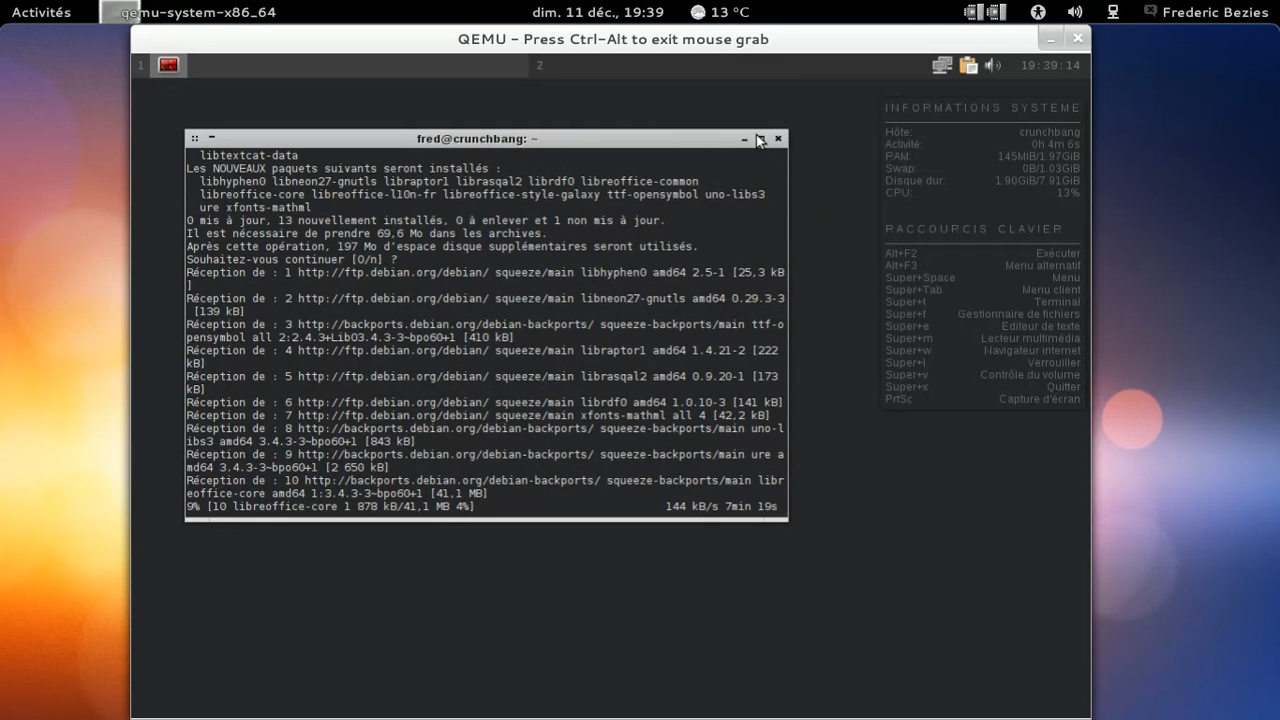 Activités
qemu-system-x86_64
dim. 11 déc., 19:39
13 °C
Frederic Bezies
QEMU - Press Ctrl-Alt to exit mouse grab
1
2
19:39:14
fred@crunchbang: ~
libtextcat-data
Les NOUVEAUX paquets suivants seront installés :
libhyphen0 libneon27-gnutls libraptor1 librasqal2 librdf0 libreoffice-common
libreoffice-core libreoffice-l10n-fr libreoffice-style-galaxy ttf-opensymbol uno-libs3
ure xfonts-mathml
0 mis à jour, 13 nouvellement installés, 0 à enlever et 1 non mis à jour.
Il est nécessaire de prendre 69,6 Mo dans les archives.
Après cette opération, 197 Mo d'espace disque supplémentaires seront utilisés.
Souhaitez-vous continuer [O/n] ?
Réception de : 1 http://ftp.debian.org/debian/ squeeze/main libhyphen0 amd64 2.5-1 [25,3 kB
]
Réception de : 2 http://ftp.debian.org/debian/ squeeze/main libneon27-gnutls amd64 0.29.3-3
[139 kB]
Réception de : 3 http://backports.debian.org/debian-backports/ squeeze-backports/main ttf-o
pensymbol all 2:2.4.3+LibO3.4.3-3~bpo60+1 [410 kB]
Réception de : 4 http://ftp.debian.org/debian/ squeeze/main libraptor1 amd64 1.4.21-2 [222
kB]
Réception de : 5 http://ftp.debian.org/debian/ squeeze/main librasqal2 amd64 0.9.20-1 [173
kB]
Réception de : 6 http://ftp.debian.org/debian/ squeeze/main librdf0 amd64 1.0.10-3 [141 kB]
Réception de : 7 http://ftp.debian.org/debian/ squeeze/main xfonts-mathml all 4 [42,2 kB]
Réception de : 8 http://backports.debian.org/debian-backports/ squeeze-backports/main uno-l
ibs3 amd64 3.4.3-3~bpo60+1 [843 kB]
Réception de : 9 http://backports.debian.org/debian-backports/ squeeze-backports/main ure a
md64 3.4.3-3~bpo60+1 [2 650 kB]
Réception de : 10 http://backports.debian.org/debian-backports/ squeeze-backports/main libr
eoffice-core amd64 1:3.4.3-3~bpo60+1 [41,1 MB]
9% [10 libreoffice-core 1 878 kB/41,1 MB 4%] 144 kB/s 7min 19s
INFORMATIONS SYSTEME
Hôte: crunchbang
Activité: 0h 4m 6s
RAM: 145MiB/1.97GiB
Swap: 0B/1.03GiB
Disque dur: 1.90GiB/7.91GiB
CPU: 13%
RACCOURCIS CLAVIER
Alt+F2 Exécuter
Alt+F3 Menu alternatif
Super+Space Menu
Super+Tab Menu client
Super+t Terminal
Super+f Gestionnaire de fichiers
Super+e Editeur de texte
Super+m Lecteur multimédia
Super+w Navigateur internet
Super+l Verrouiller
Super+v Contrôle du volume
Super+x Quitter
PrtSc Capture d'écran